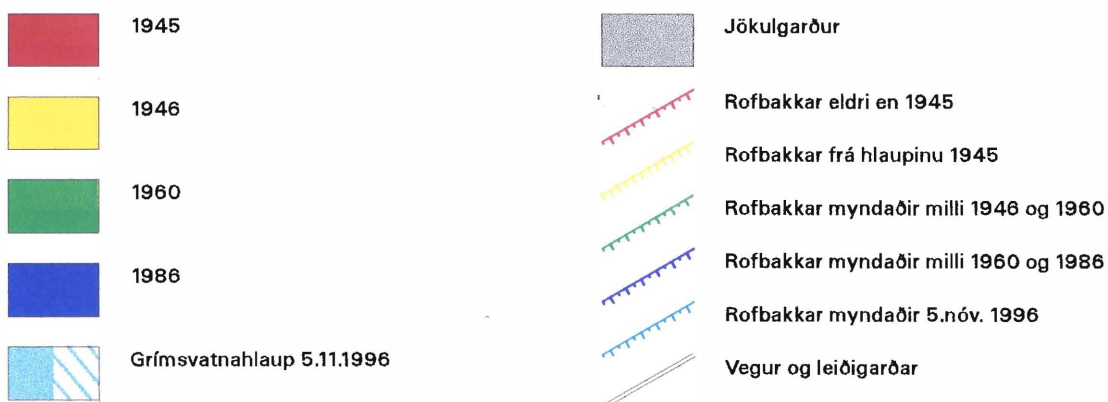 1945
1946
1960
1986
Grímsvatnahlaup 5.11.1996
Jökulgarður
Rofbakkar eldri en 1945
Rofbakkar frá hlaupinu 1945
Rofbakkar myndaðir milli 1946 og 1960
Rofbakkar myndaðir milli 1960 og 1986
Rofbakkar myndaðir 5.nóv. 1996
Vegur og leiðigarðar